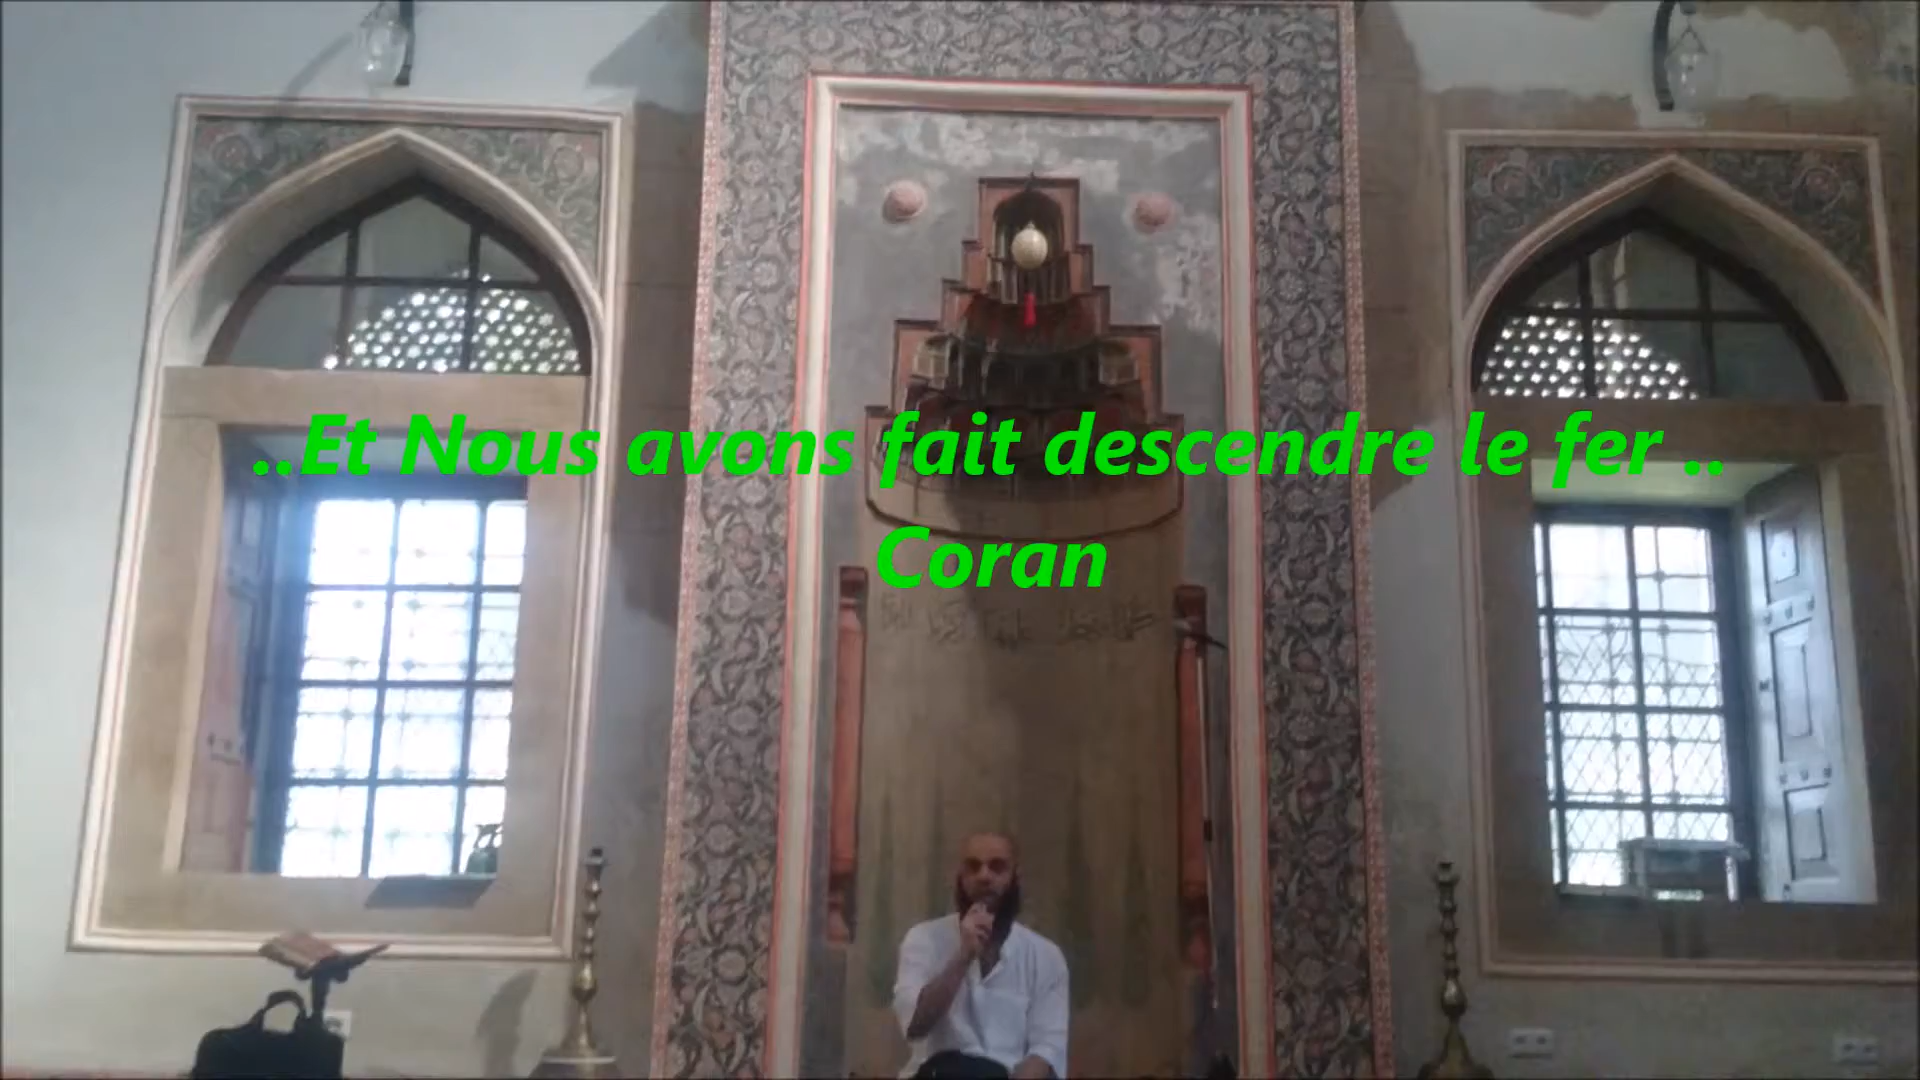 ..Et Nous avons fait descendre le fer ..
Coran